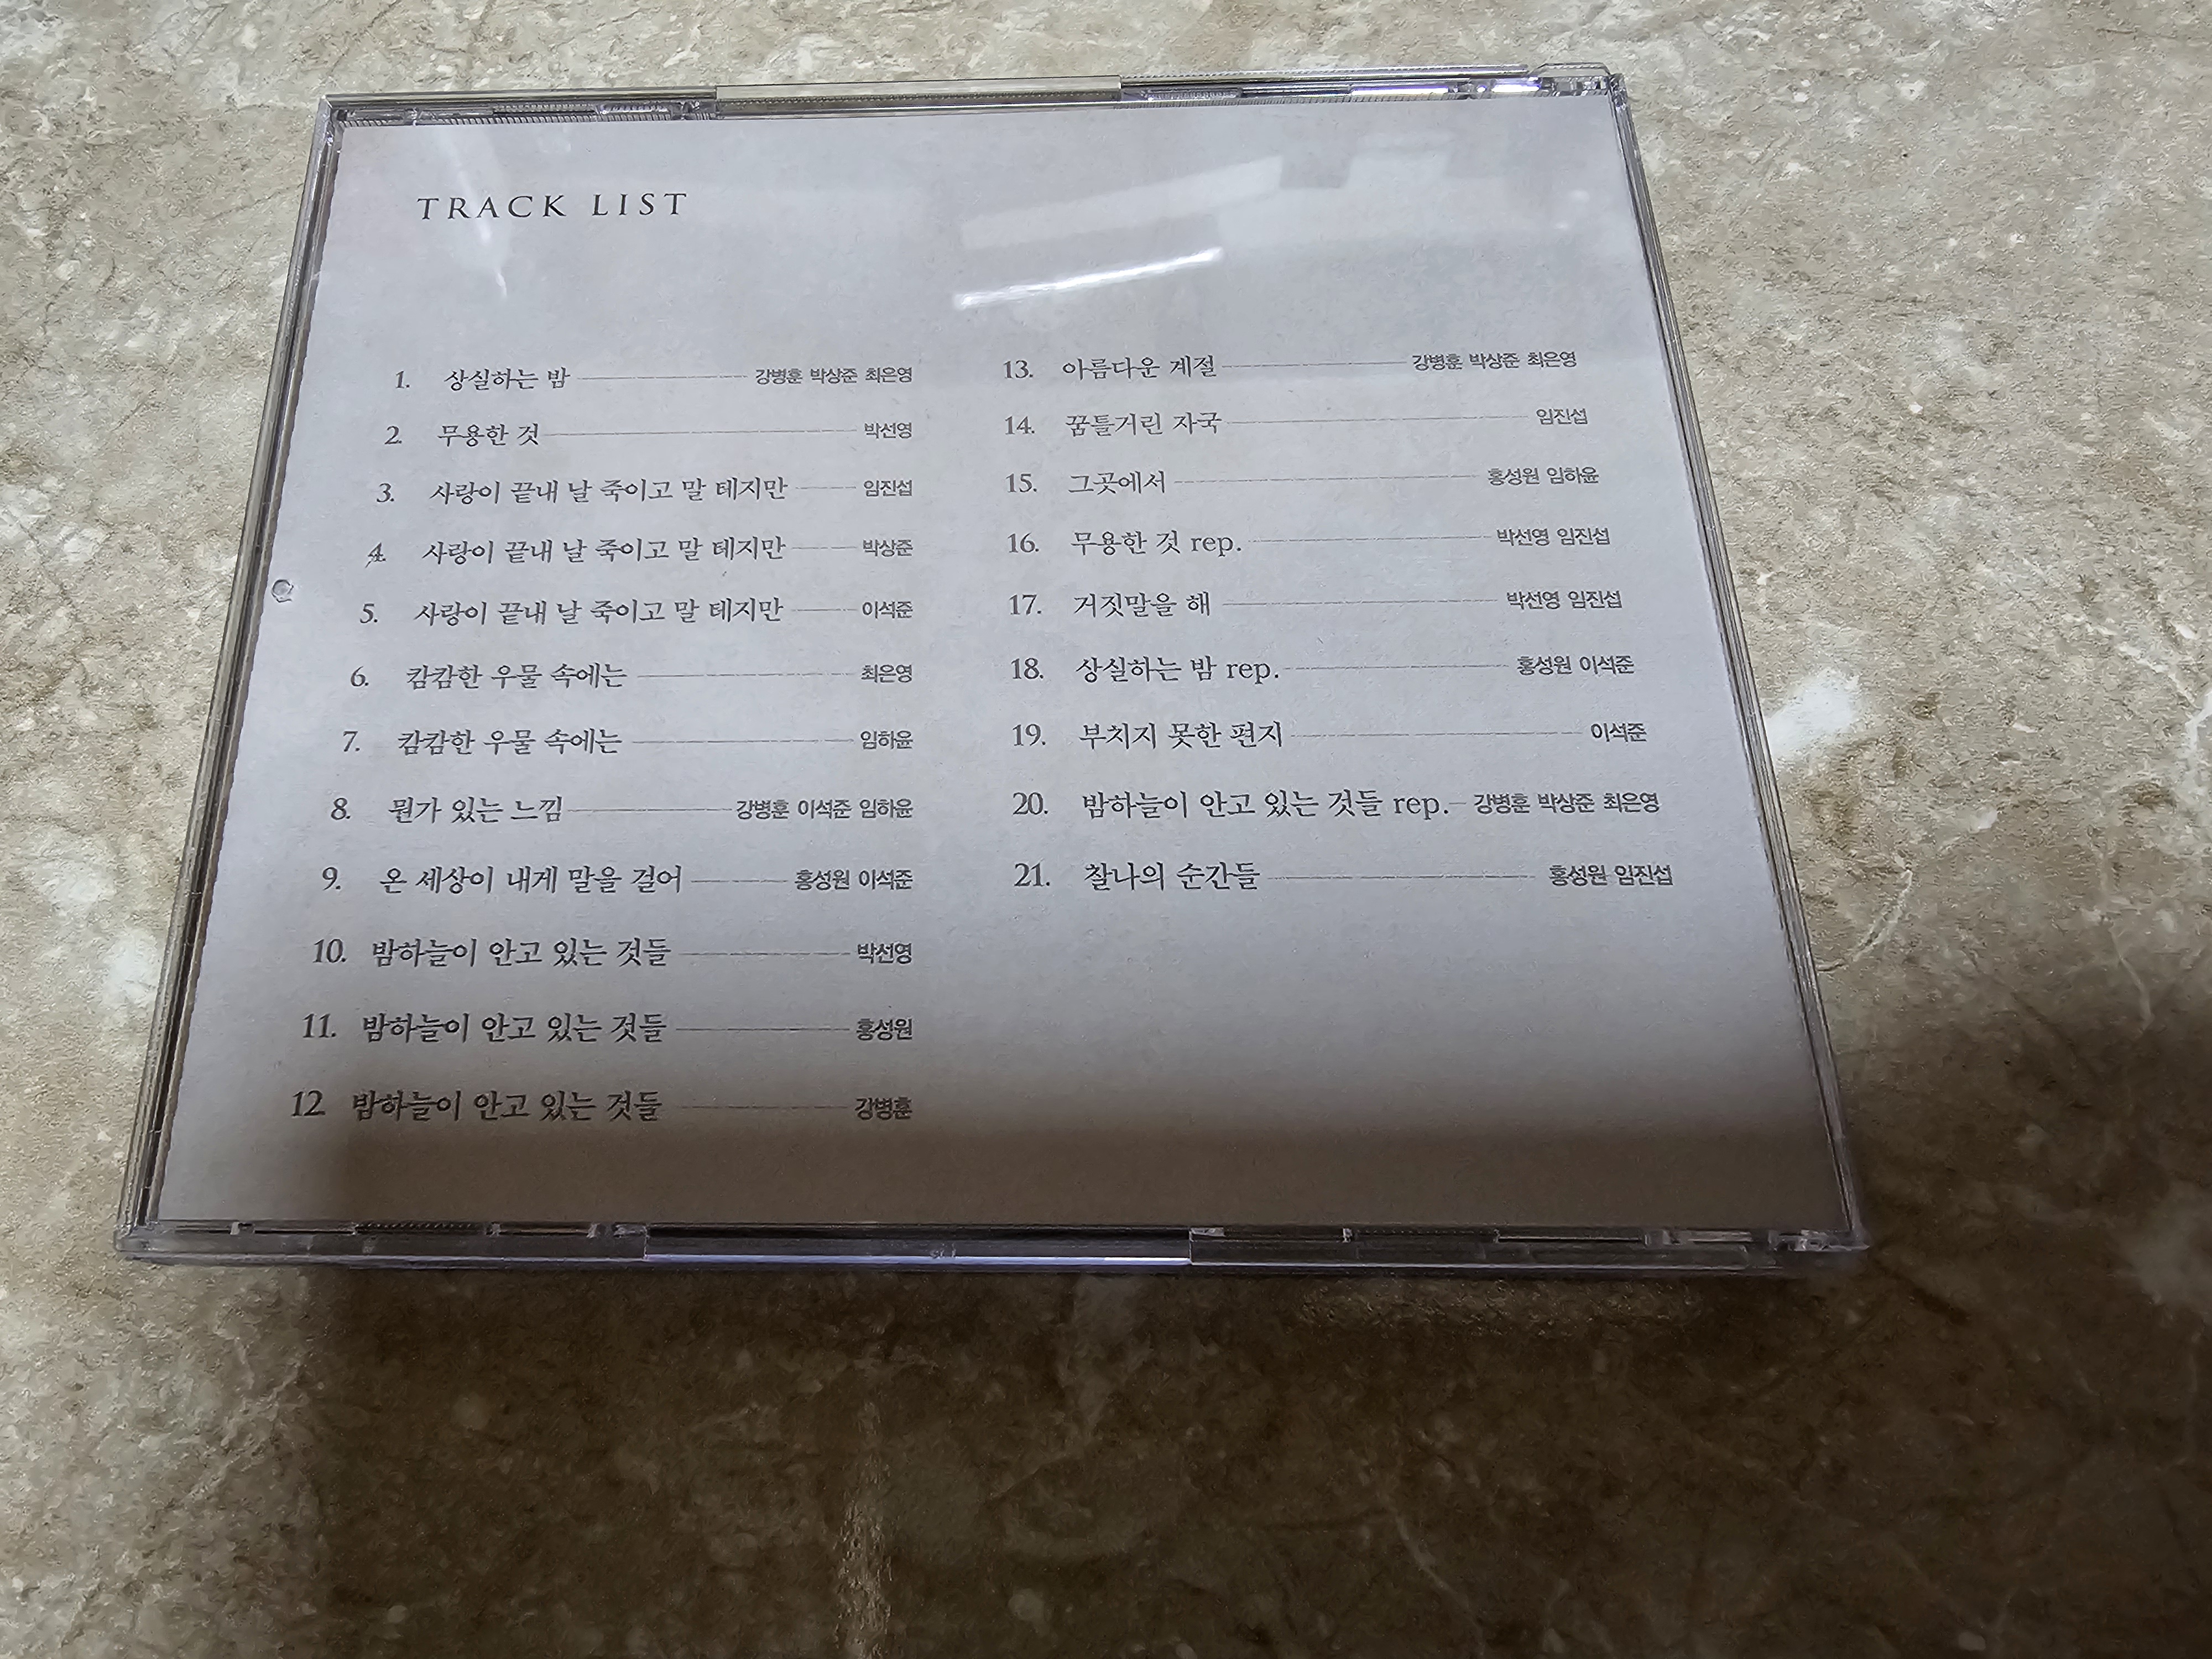 TRACK LIST
1. 상실하는 밤 강병훈 박상준 최은영
2. 무용한 것 박선영
3. 사랑이 끝내 날 죽이고 말 테지만 임진섭
4. 사랑이 끝내 날 죽이고 말 테지만 박상준
5. 사랑이 끝내 날 죽이고 말 테지만 이석준
6. 캄캄한 우물 속에는 최은영
7. 캄캄한 우물 속에는 임하윤
8. 뭔가 있는 느낌 강병훈 이석준 임하윤
9. 온 세상이 내게 말을 걸어 홍성원 이석준
10. 밤하늘이 안고 있는 것들 박선영
11. 밤하늘이 안고 있는 것들 홍성원
12. 밤하늘이 안고 있는 것들 강병훈
13. 아름다운 계절 강병훈 박상준 최은영
14. 꿈틀거린 자국 임진섭
15. 그곳에서 홍성원 임하윤
16. 무용한 것 rep. 박선영 임진섭
17. 거짓말을 해 박선영 임진섭
18. 상실하는 밤 rep. 홍성원 이석준
19. 부치지 못한 편지 이석준
20. 밤하늘이 안고 있는 것들 rep. 강병훈 박상준 최은영
21. 찰나의 순간들 홍성원 임진섭